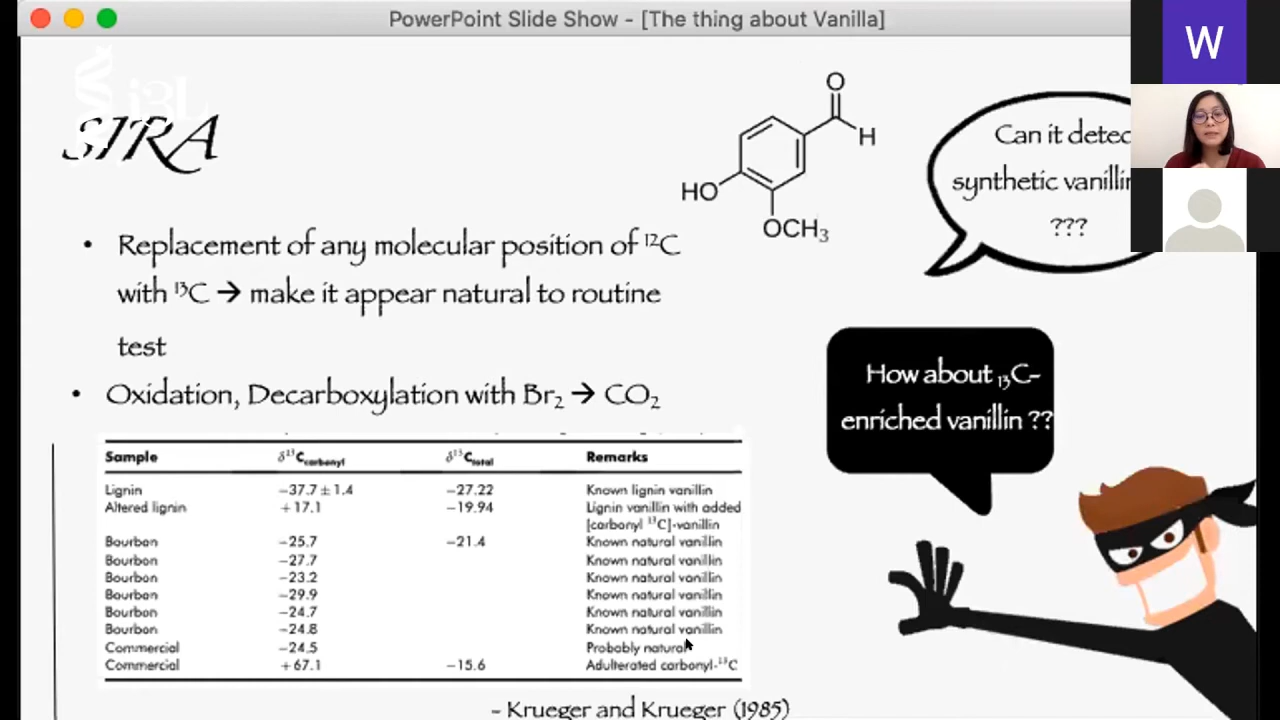 PowerPoint Slide Show - [The thing about Vanilla]
W
i3L
SIRA
O
H
HO
OCH₃
Can it detec
synthetic vanillin
???
• Replacement of any molecular position of ¹²C
with ¹³C → make it appear natural to routine
test
• Oxidation, Decarboxylation with Br₂ → CO₂
How about ₁₃C-
enriched vanillin ??
Sample δ¹³Ccarbonyl δ¹³Ctotal Remarks
Lignin −37.7 ± 1.4 −27.22 Known lignin vanillin
Altered lignin +17.1 −19.94 Lignin vanillin with added
[carbonyl ¹³C]-vanillin
Bourbon −25.7 −21.4 Known natural vanillin
Bourbon −27.7 Known natural vanillin
Bourbon −23.2 Known natural vanillin
Bourbon −29.9 Known natural vanillin
Bourbon −24.7 Known natural vanillin
Bourbon −24.8 Known natural vanillin
Commercial −24.5 Probably natural
Commercial +67.1 −15.6 Adulterated carbonyl-¹³C
- Krueger and Krueger (1985)